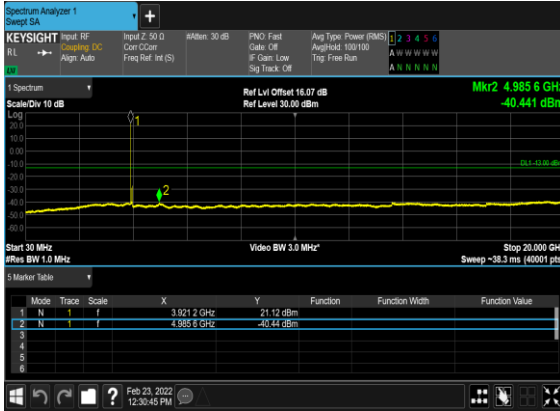 Spectrum Analyzer 1
Swept SA
+
KEYSIGHT Input: RF Input Z: 50 Ω #Atten: 30 dB PNO: Fast Avg Type: Power (RMS) 1 2 3 4 5 6
RL Coupling: DC Corr CCorr Gate: Off Avg|Hold: 100/100 A W W W W W
Align: Auto Freq Ref: Int (S) IF Gain: Low Trig: Free Run
Sig Track: Off A N N N N N
1 Spectrum Ref Lvl Offset 16.07 dB Mkr2 4.985 6 GHz
Scale/Div 10 dB Ref Level 30.00 dBm -40.441 dBm
Log
20.0
10.0
0.00
-10.0
DL1 -13.00 dBm
-20.0
-30.0
-40.0
-50.0
-60.0
1
2
Start 30 MHz Video BW 3.0 MHz* Stop 20.000 GH
#Res BW 1.0 MHz Sweep ~38.3 ms (40001 pts
5 Marker Table
Mode Trace Scale X Y Function Function Width Function Value
1 N 1 f 3.921 2 GHz 21.12 dBm
2 N 1 f 4.985 6 GHz -40.44 dBm
3
4
5
6
? Feb 23, 2022
12:30:45 PM